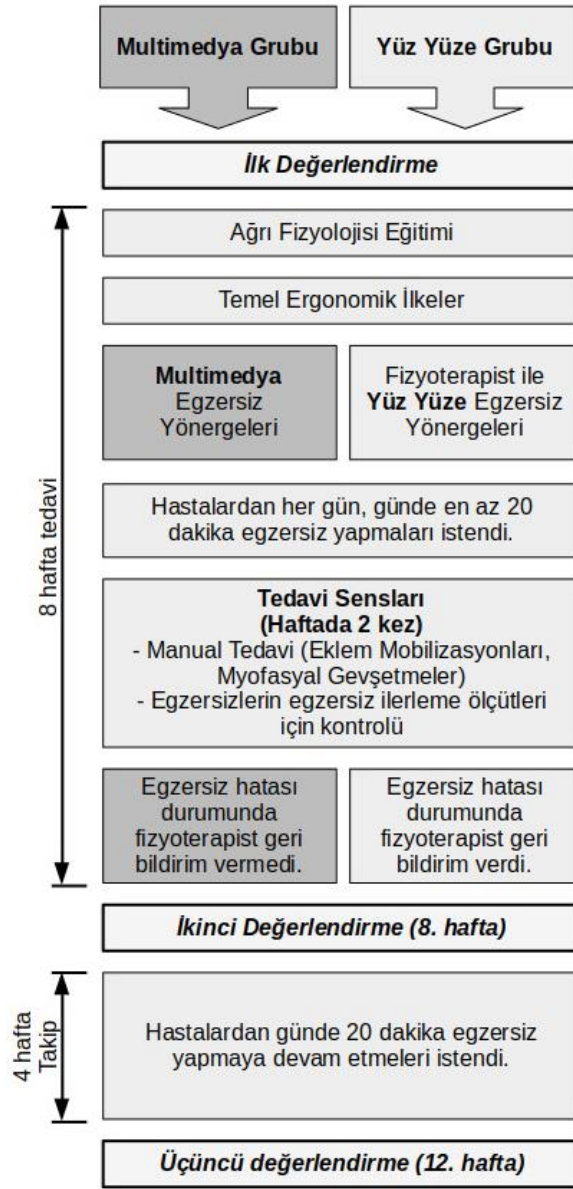 Multimedya Grubu
Yüz Yüze Grubu
İlk Değerlendirme
8 hafta tedavi
Ağrı Fizyolojisi Eğitimi
Temel Ergonomik İlkeler
Multimedya
Egzersiz
Yönergeleri
Fizyoterapist ile
Yüz Yüze Egzersiz
Yönergeleri
Hastalardan her gün, günde en az 20
dakika egzersiz yapmaları istendi.
Tedavi Sensları
(Haftada 2 kez)
- Manual Tedavi (Eklem Mobilizasyonları,
Myofasyal Gevşetmeler)
- Egzersizlerin egzersiz ilerleme ölçütleri
için kontrolü
Egzersiz hatası
durumunda
fizyoterapist geri
bildirim vermedi.
Egzersiz hatası
durumunda
fizyoterapist geri
bildirim verdi.
İkinci Değerlendirme (8. hafta)
4 hafta
Takip
Hastalardan günde 20 dakika egzersiz
yapmaya devam etmeleri istendi.
Üçüncü değerlendirme (12. hafta)